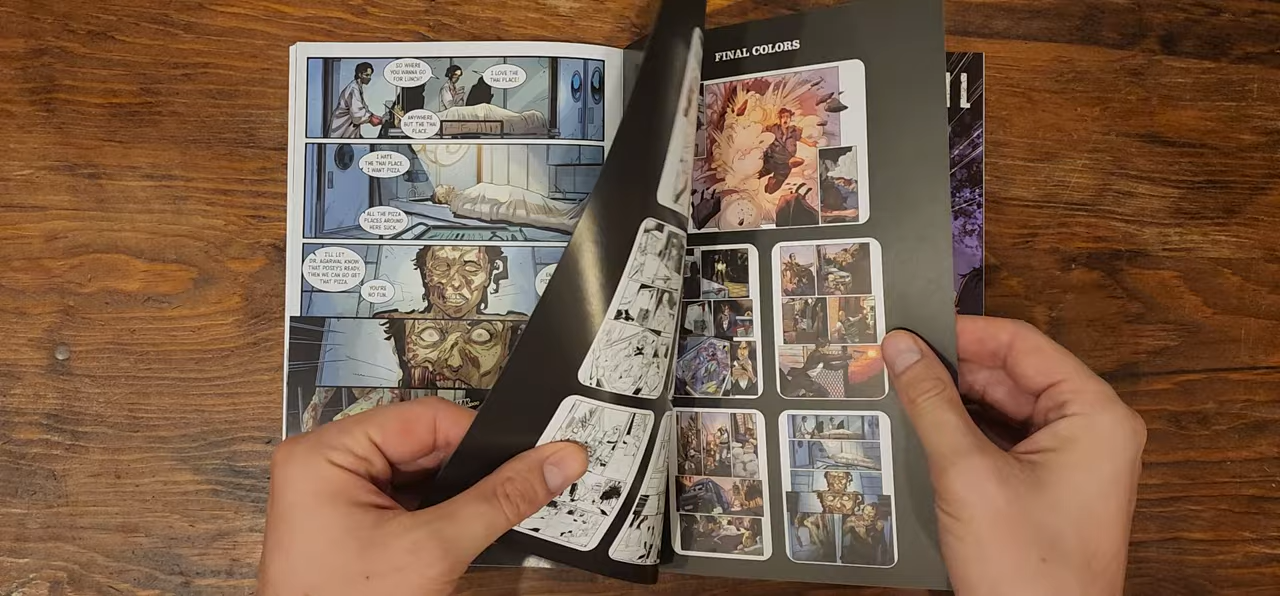 SO WHERE
YOU WANNA GO
FOR LUNCH?
I LOVE THE
THAI PLACE!
ANYWHERE
BUT THE THAI
PLACE.
I HATE
THE THAI PLACE.
I WANT PIZZA.
ALL THE PIZZA
PLACES AROUND
HERE SUCK.
I'LL LET
DR. AGARWAL KNOW
THAT POSEY'S READY,
THEN WE CAN GO GET
THAT PIZZA.
YOU'RE
NO FUN.
FINAL COLORS